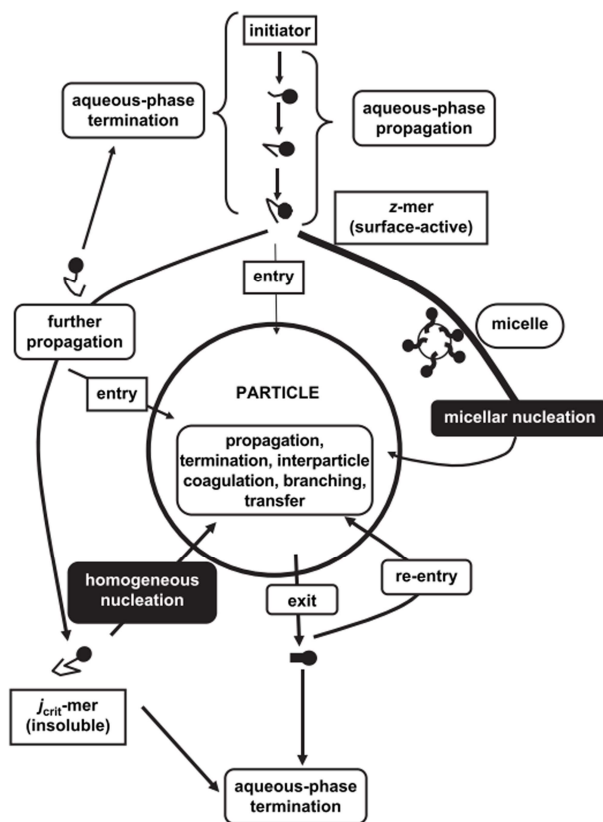 initiator
aqueous-phase
termination
aqueous-phase
propagation
z-mer
(surface-active)
entry
further
propagation
micelle
entry
PARTICLE
micellar nucleation
propagation,
termination, interparticle
coagulation, branching,
transfer
homogeneous
nucleation
exit
re-entry
jcrit-mer
(insoluble)
aqueous-phase
termination